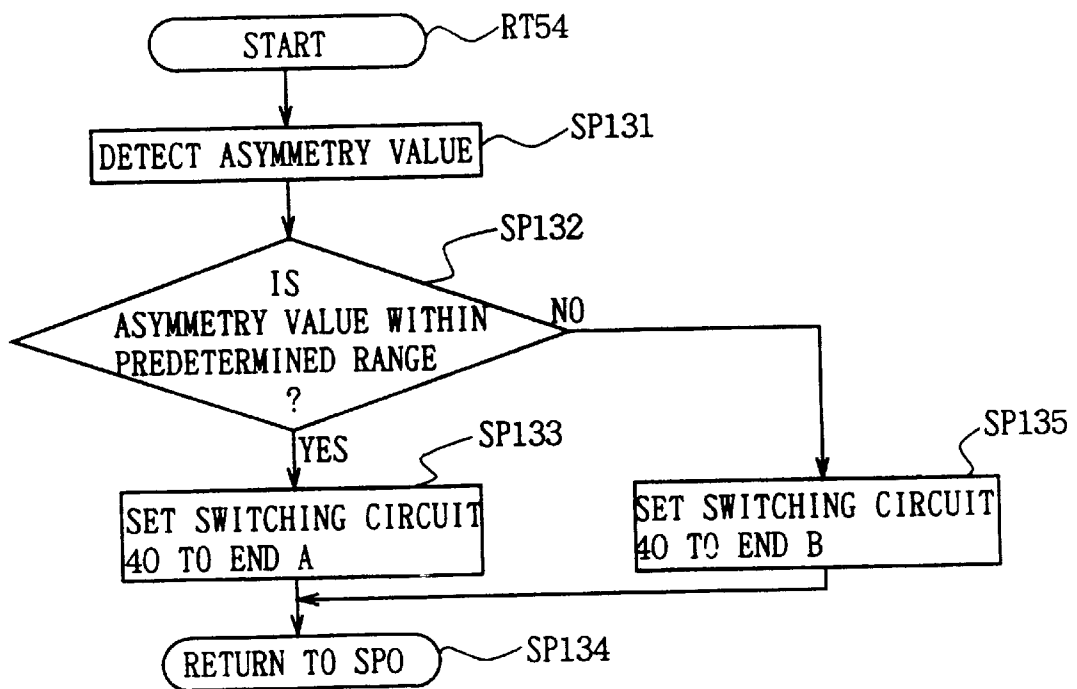 START
RT54
DETECT ASYMMETRY VALUE
SP131
SP132
IS
ASYMMETRY VALUE WITHIN
PREDETERMINED RANGE
?
NO
YES
SP133
SET SWITCHING CIRCUIT
40 TO END A
SP135
SET SWITCHING CIRCUIT
40 TO END B
RETURN TO SP0
SP134